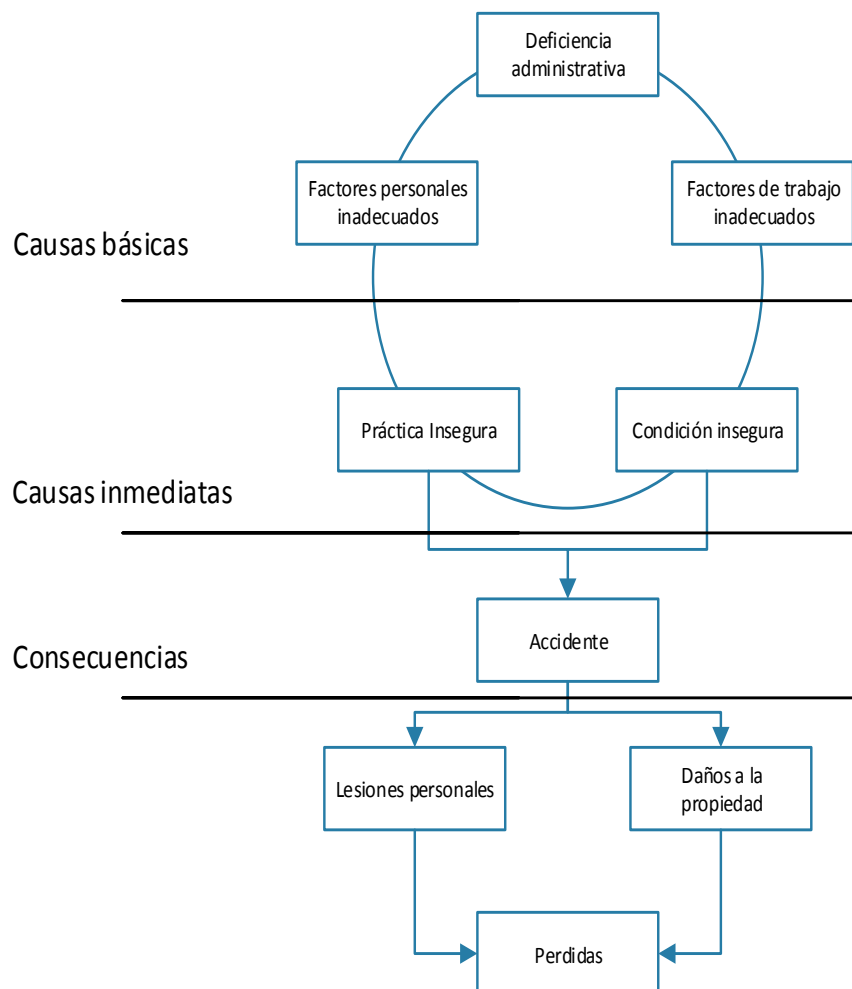 Deficiencia
administrativa
Factores personales
inadecuados
Factores de trabajo
inadecuados
Causas básicas
Práctica Insegura
Condición insegura
Causas inmediatas
Accidente
Consecuencias
Lesiones personales
Daños a la
propiedad
Perdidas